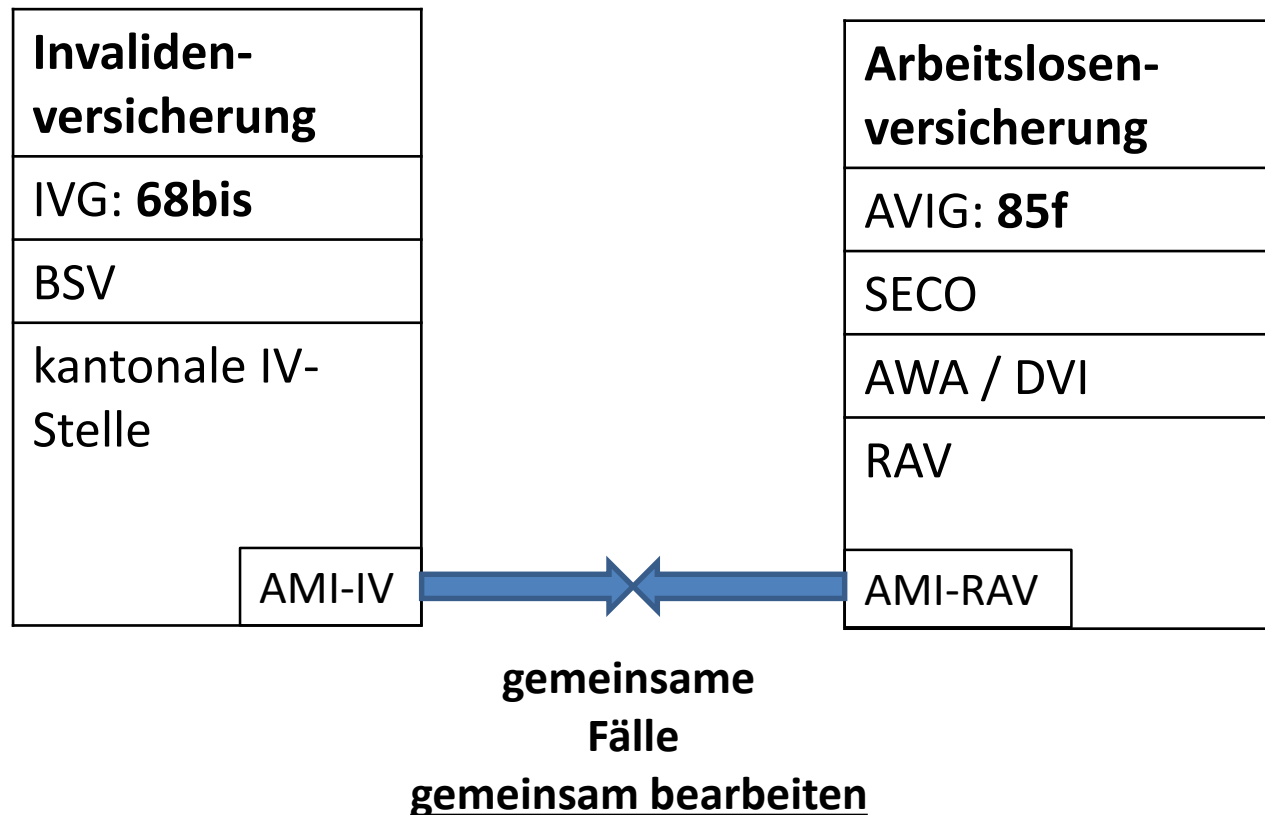 Invaliden-
versicherung
IVG: 68bis
BSV
kantonale IV-
Stelle
AMI-IV
Arbeitslosen-
versicherung
AVIG: 85f
SECO
AWA / DVI
RAV
AMI-RAV
gemeinsame
Fälle
gemeinsam bearbeiten